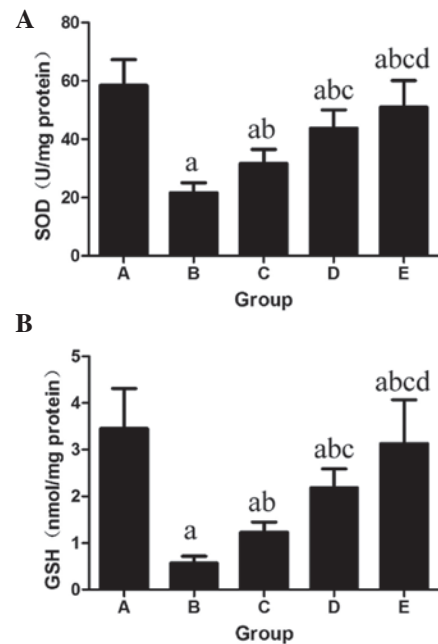 A
SOD（U/mg protein）
80
60
40
20
0
a
ab
abc
abcd
A B C D E
Group
B
GSH（nmol/mg protein）
5
4
3
2
1
0
a
ab
abc
abcd
A B C D E
Group